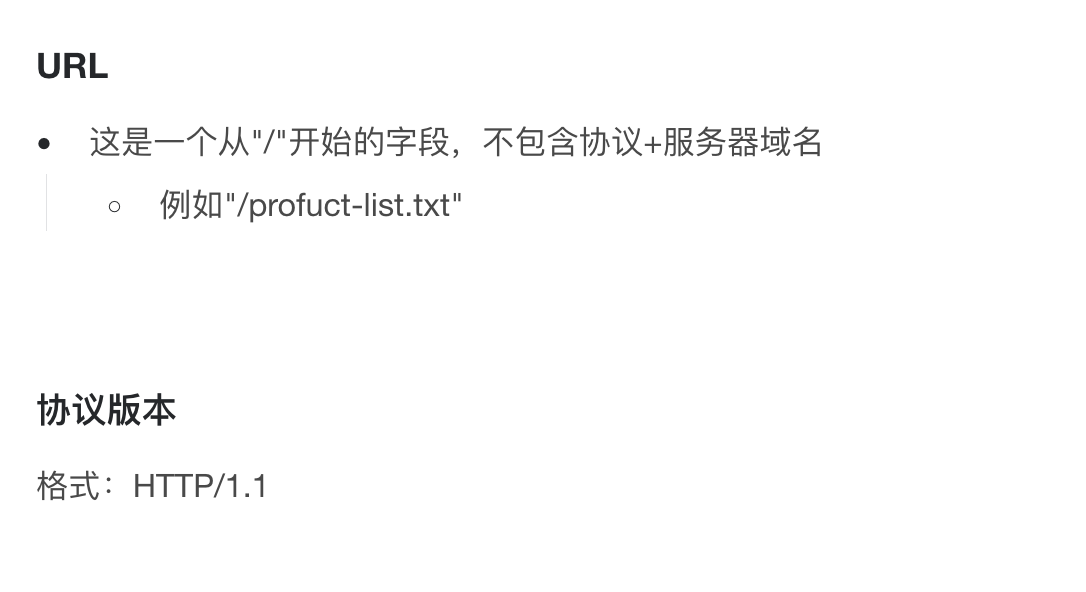 URL
这是一个从"/"开始的字段，不包含协议+服务器域名
例如"/profuct-list.txt"
协议版本
格式：HTTP/1.1